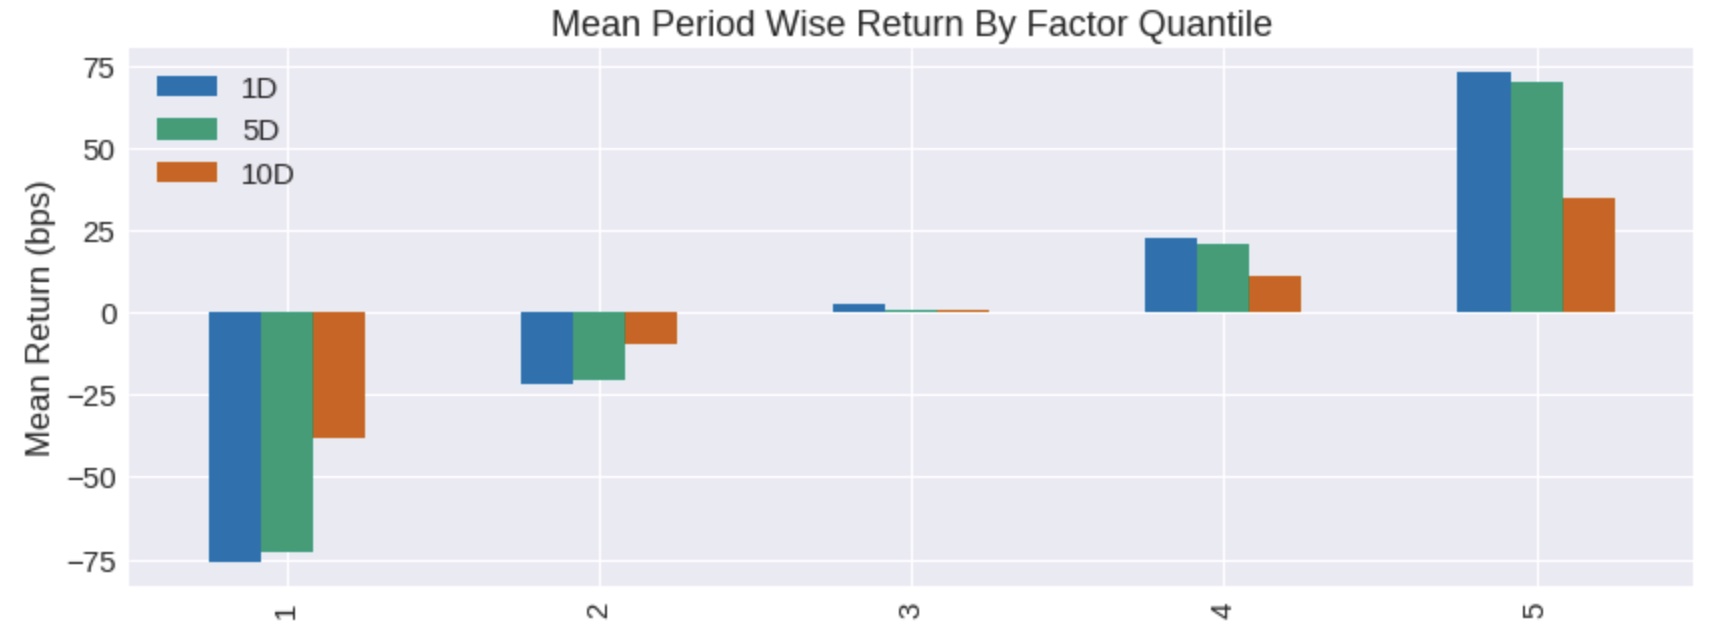 Mean Period Wise Return By Factor Quantile
75
50
25
0
−25
−50
−75
Mean Return (bps)
1D
5D
10D
1
2
3
4
5